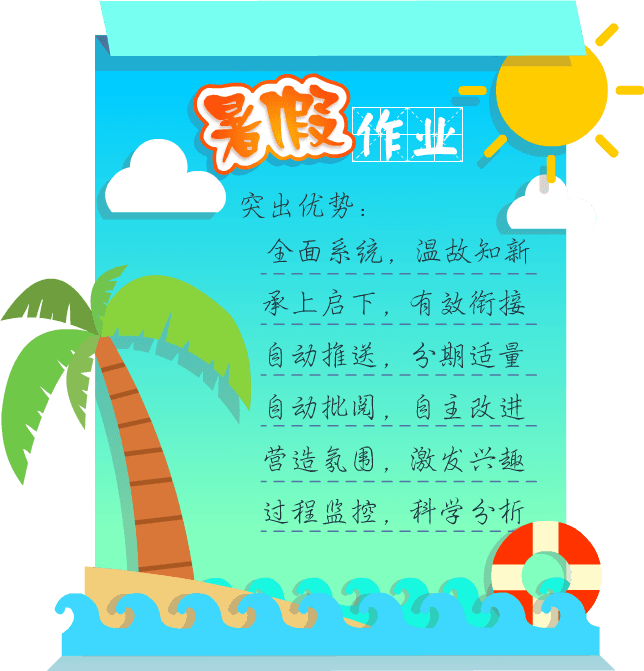 暑假作业
突出优势：
全面系统，温故知新
承上启下，有效衔接
自动推送，分期适量
自动批阅，自主改进
营造氛围，激发兴趣
过程监控，科学分析